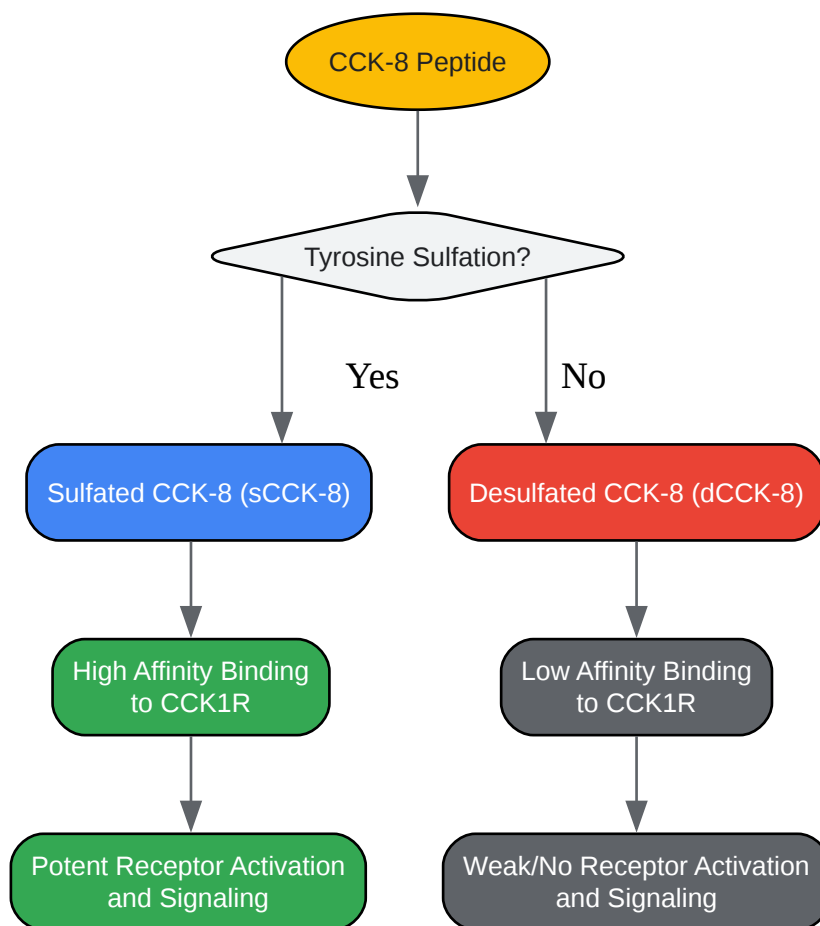 CCK-8 Peptide
Tyrosine Sulfation?
Yes
No
Sulfated CCK-8 (sCCK-8)
Desulfated CCK-8 (dCCK-8)
High Affinity Binding
to CCK1R
Low Affinity Binding
to CCK1R
Potent Receptor Activation
and Signaling
Weak/No Receptor Activation
and Signaling